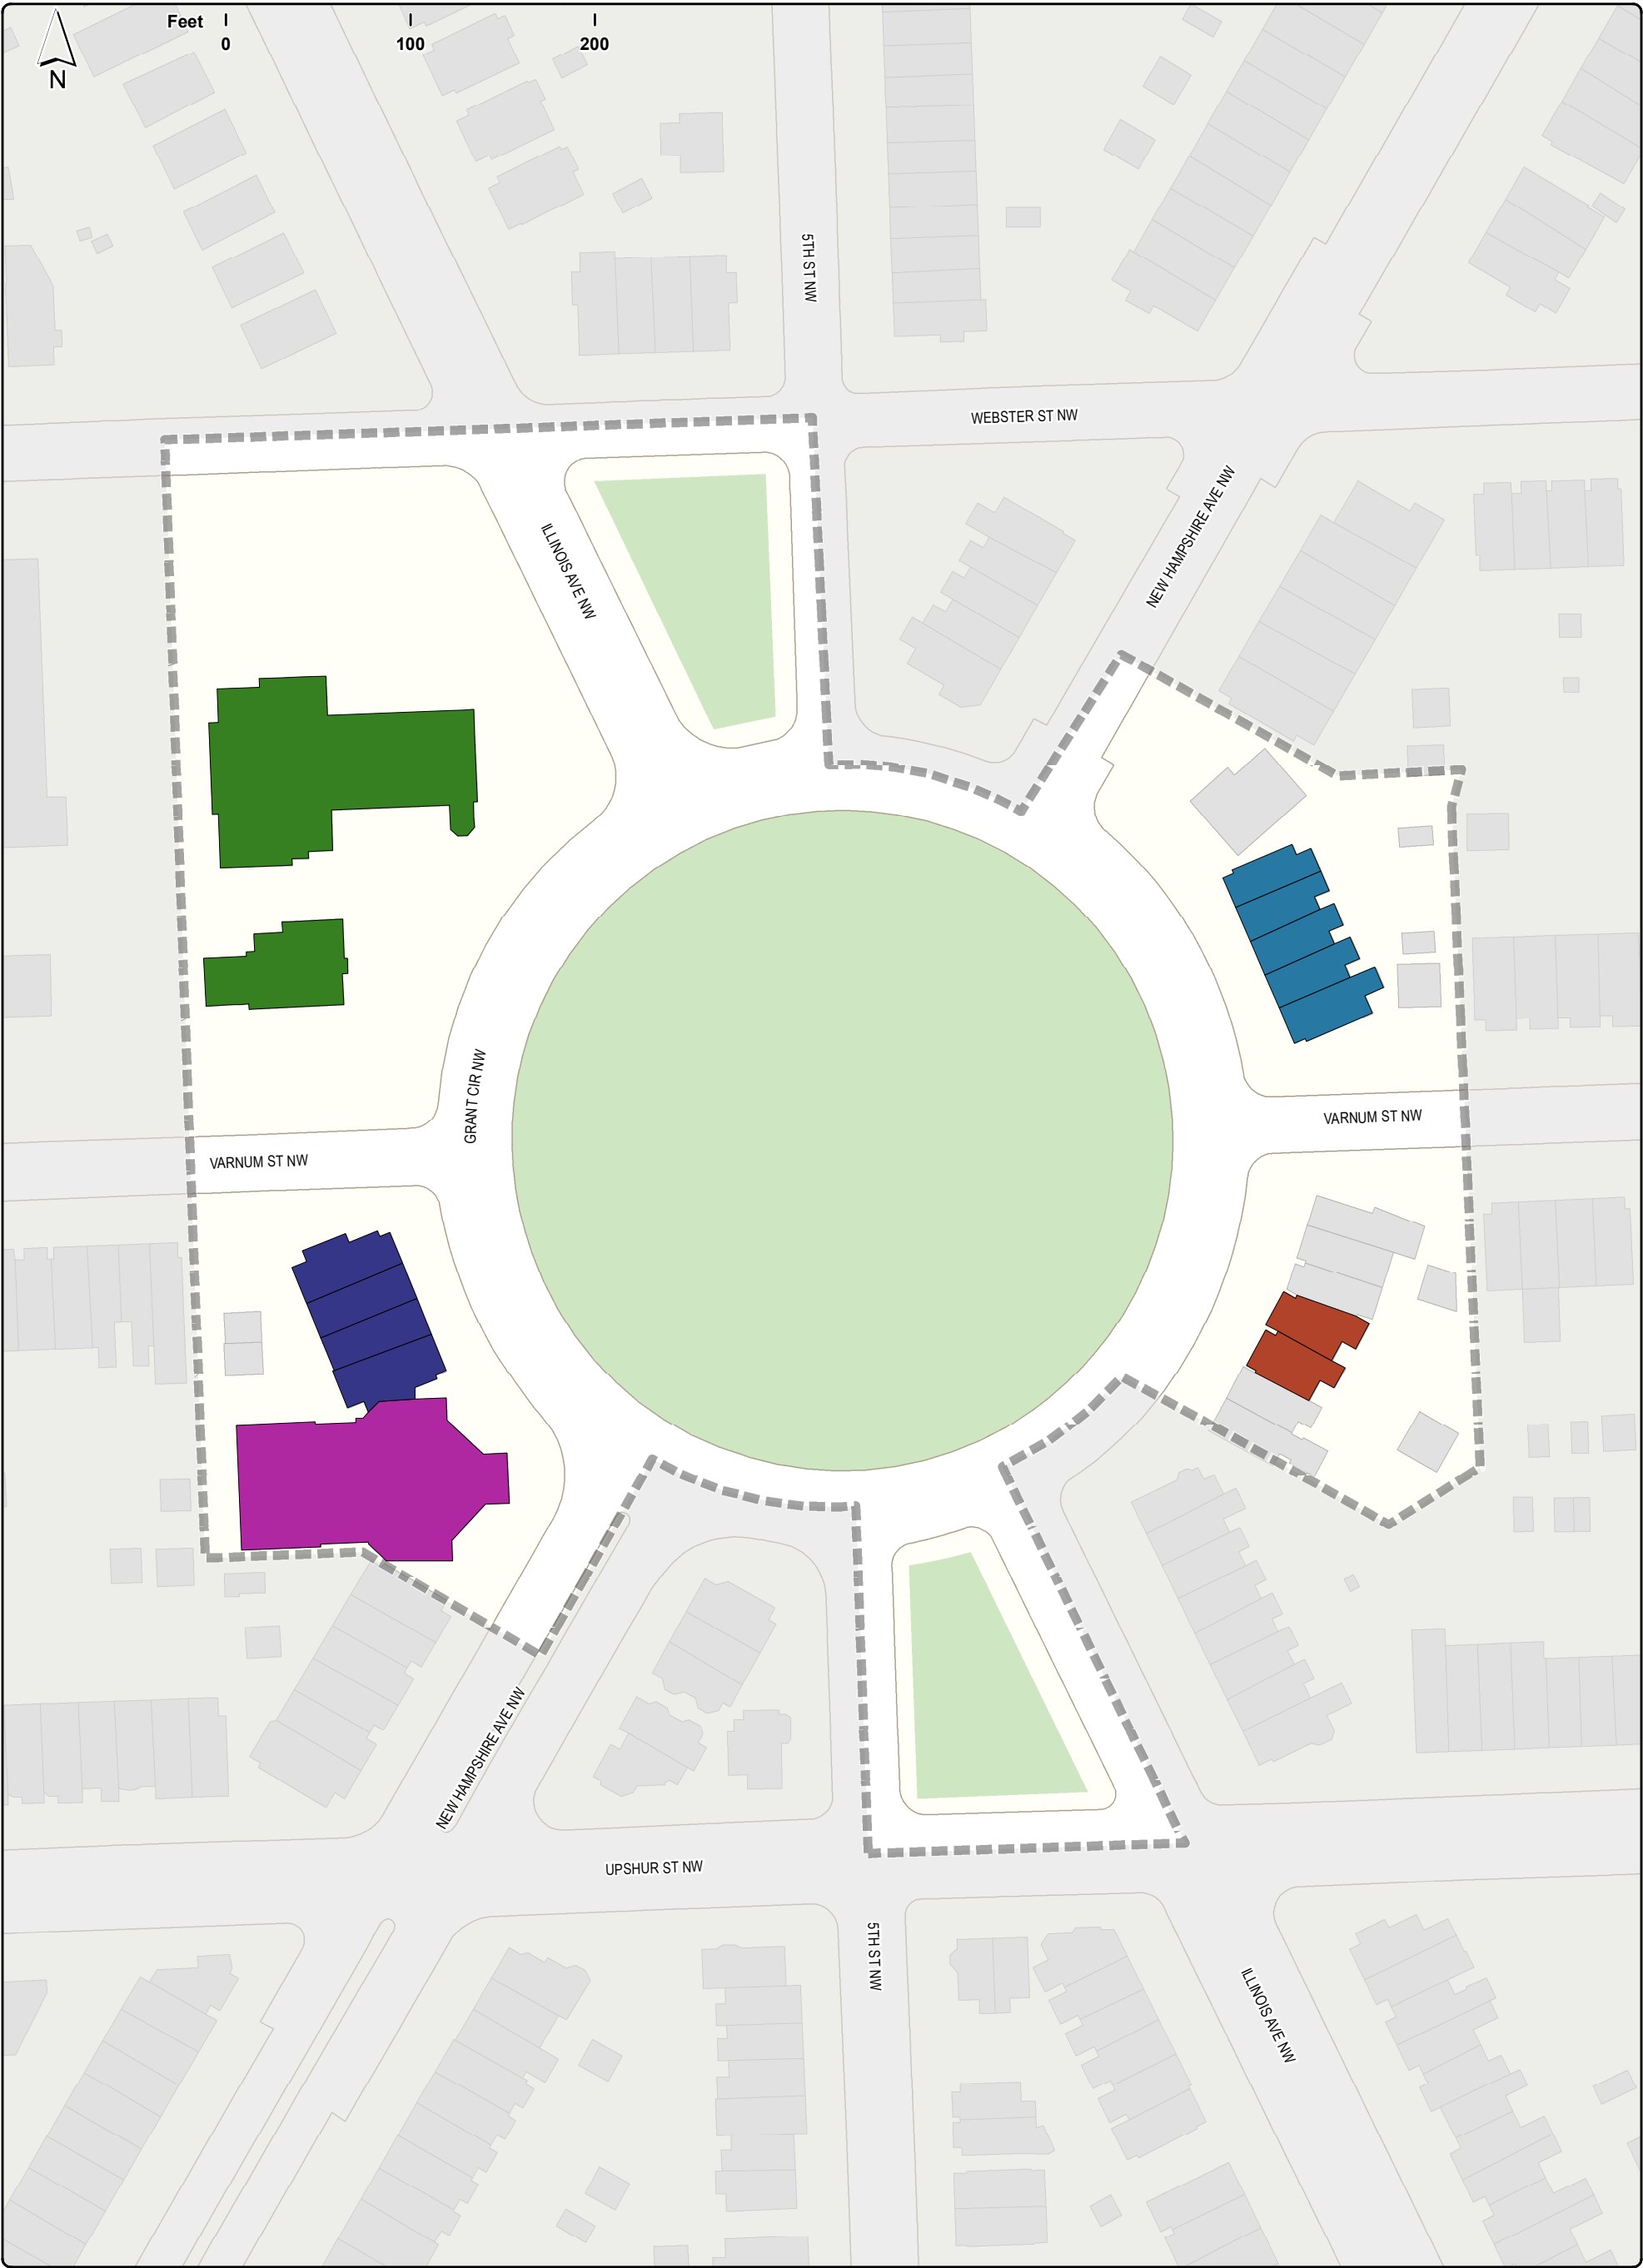 Feet
0 100 200
N
5TH ST NW
WEBSTER ST NW
NEW HAMPSHIRE AVE NW
ILLINOIS AVE NW
GRANT CIR NW
VARNUM ST NW
VARNUM ST NW
NEW HAMPSHIRE AVE NW
UPSHUR ST NW
5TH ST NW
ILLINOIS AVE NW